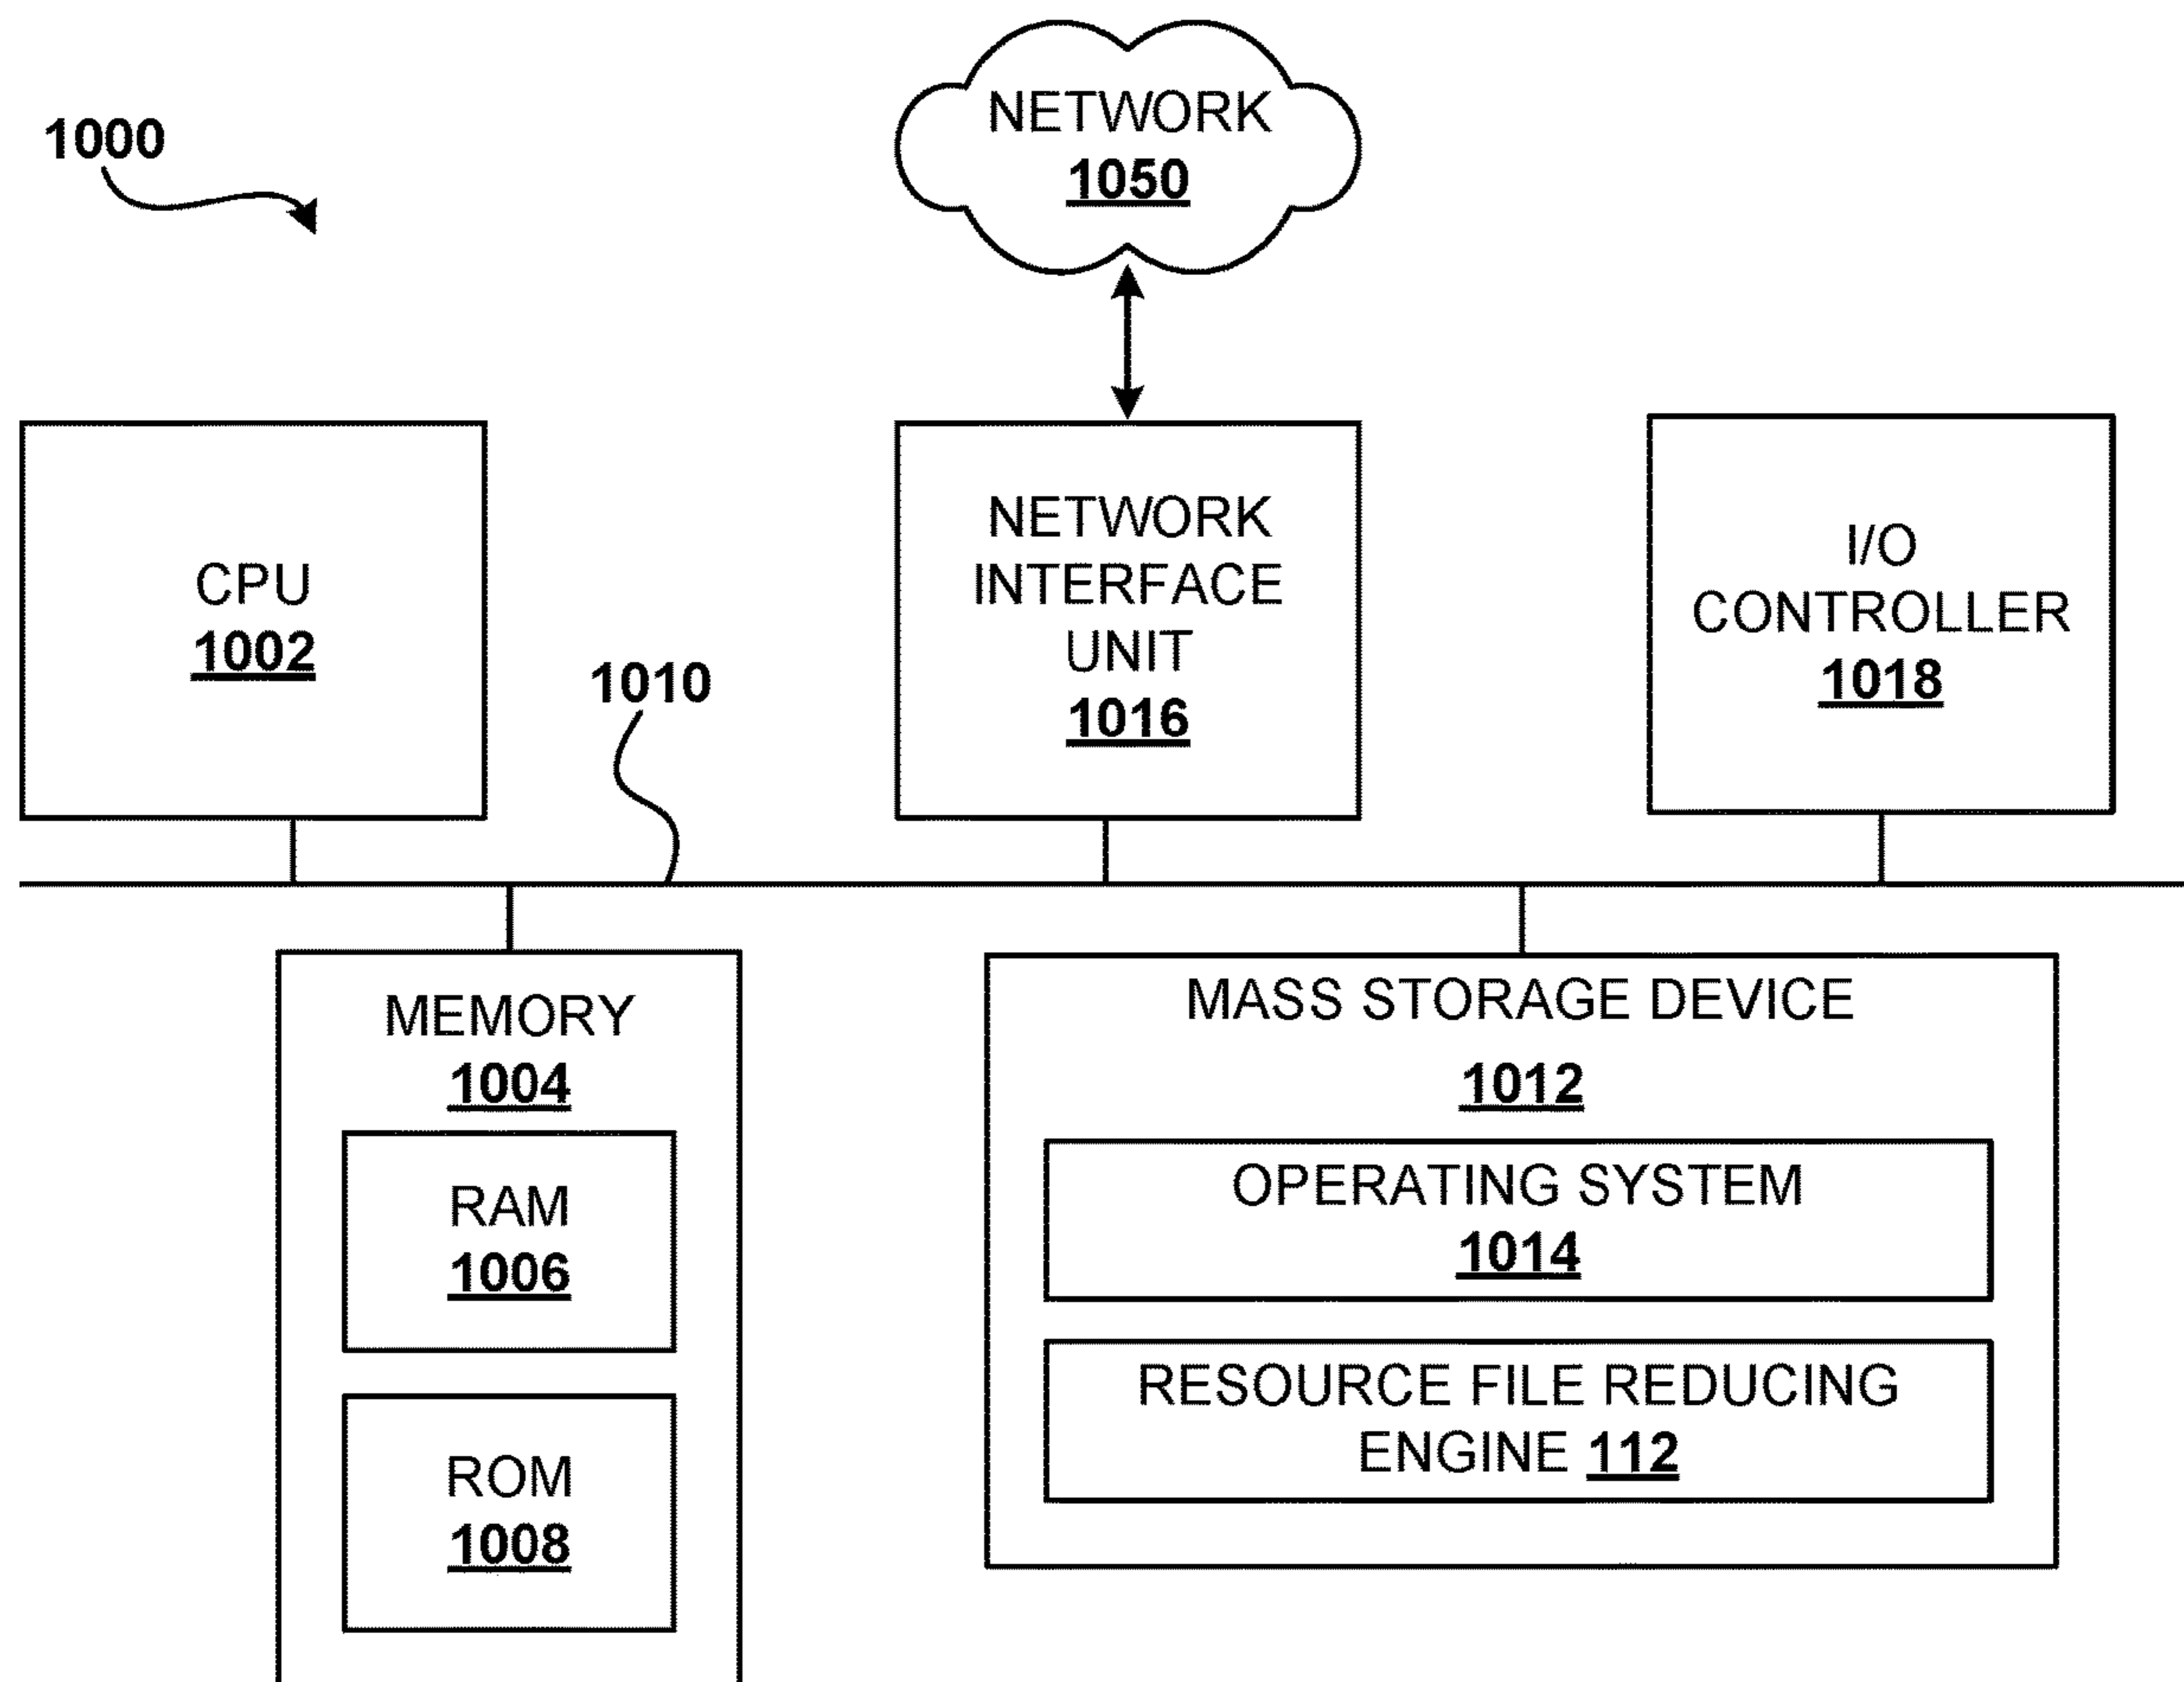 1000
NETWORK
1050
CPU
1002
NETWORK
INTERFACE
UNIT
1016
I/O
CONTROLLER
1018
1010
MEMORY
1004
RAM
1006
ROM
1008
MASS STORAGE DEVICE
1012
OPERATING SYSTEM
1014
RESOURCE FILE REDUCING
ENGINE 112